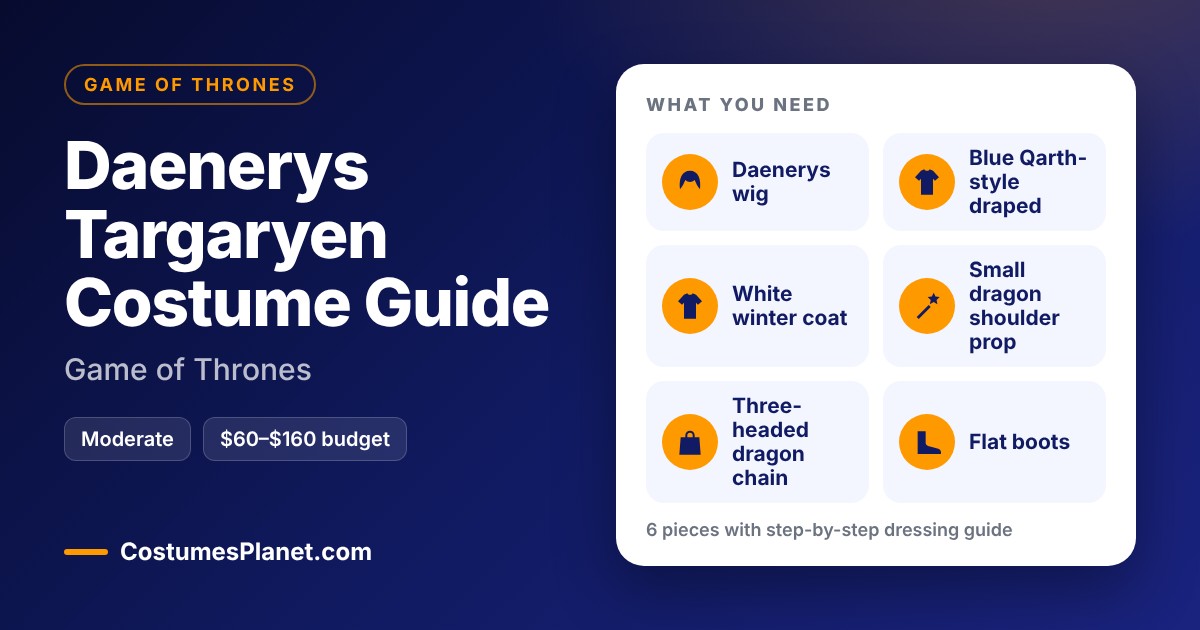 GAME OF THRONES
Daenerys
Targaryen
Costume Guide
Game of Thrones
Moderate
$60–$160 budget
CostumesPlanet.com
WHAT YOU NEED
Daenerys
wig
Blue Qarth-
style
draped
White
winter coat
Small
dragon
shoulder
prop
Three-
headed
dragon
chain
Flat boots
6 pieces with step-by-step dressing guide